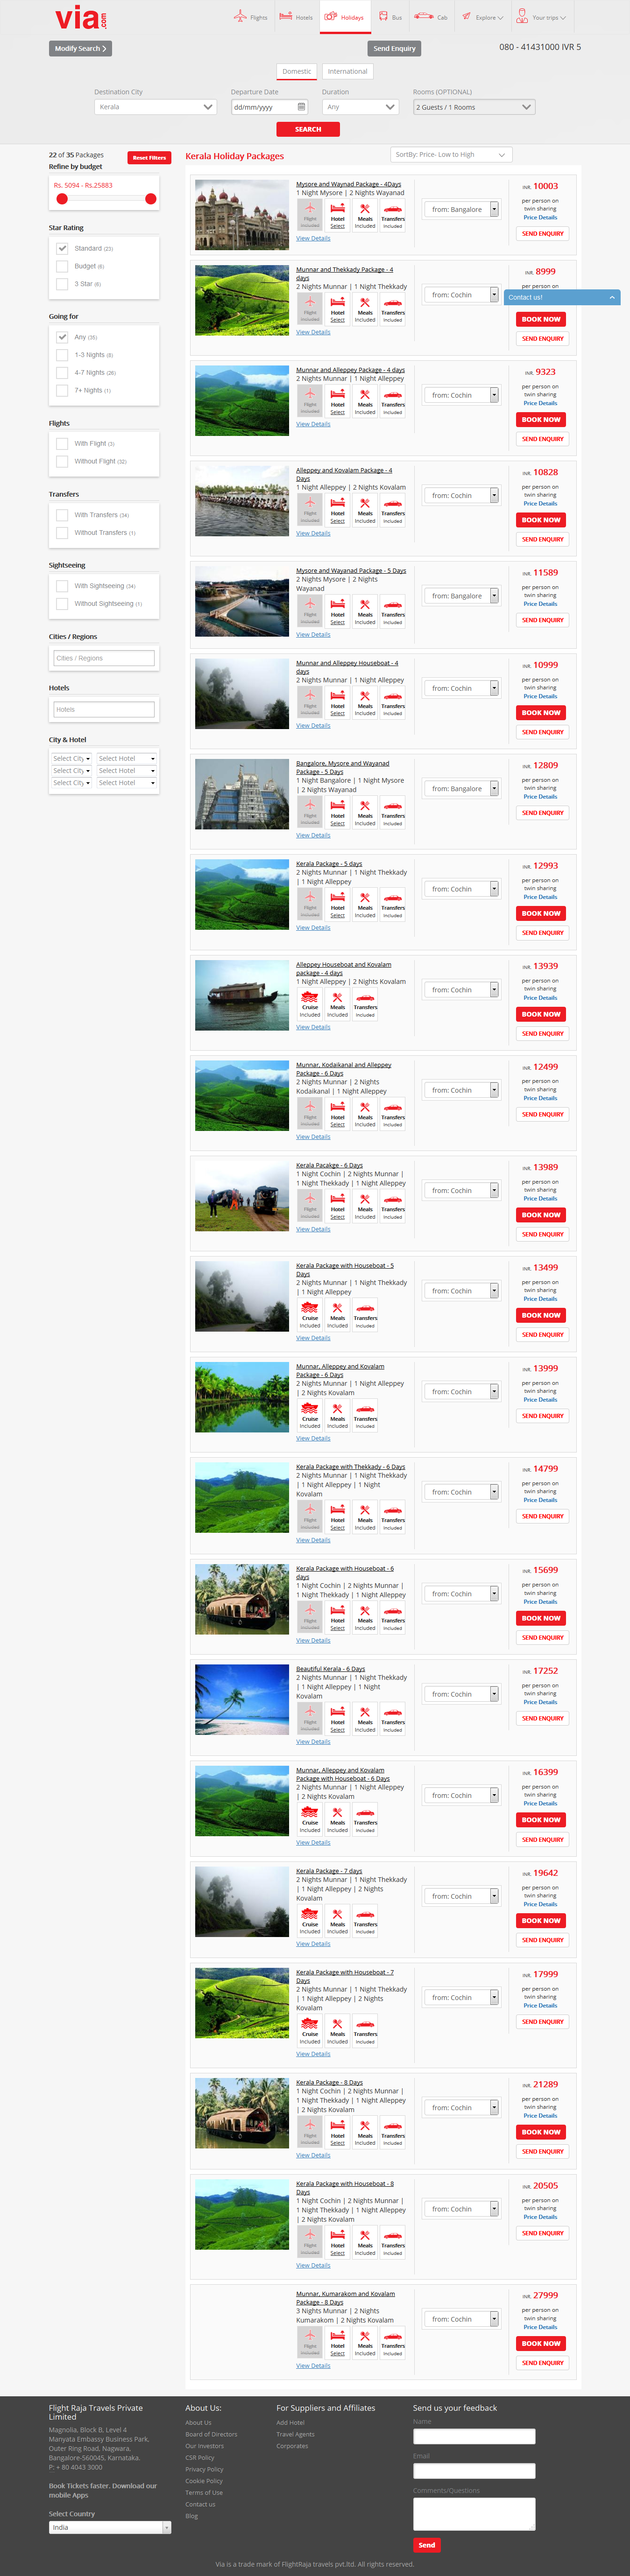 via.com
Flights
Hotels
Holidays
Bus
Cab
Explore
Your trips
Modify Search
Send Enquiry
080 - 41431000 IVR 5
Domestic
International
Destination City
Departure Date
Duration
Rooms (OPTIONAL)
Kerala
dd/mm/yyyy
Any
2 Guests / 1 Rooms
SEARCH
22 of 35 Packages
Reset Filters
Refine by budget
Rs. 5094 - Rs.25883
Star Rating
Standard (23)
Budget (6)
3 Star (6)
Going for
Any (35)
1-3 Nights (8)
4-7 Nights (26)
7+ Nights (1)
Flights
With Flight (3)
Without Flight (32)
Transfers
With Transfers (34)
Without Transfers (1)
Sightseeing
With Sightseeing (34)
Without Sightseeing (1)
Cities / Regions
Cities / Regions
Hotels
Hotels
City & Hotel
Select City Select Hotel
Select City Select Hotel
Select City Select Hotel
Kerala Holiday Packages
SortBy: Price- Low to High
Contact us!
Mysore and Waynad Package - 4Days
1 Night Mysore | 2 Nights Wayanad
Flight Hotel Meals Transfers
Included Select Included Included
View Details
from: Bangalore
INR. 10003
per person on
twin sharing
Price Details
SEND ENQUIRY
Munnar and Thekkady Package - 4
days
2 Nights Munnar | 1 Night Thekkady
Flight Hotel Meals Transfers
Included Select Included Included
View Details
from: Cochin
INR. 8999
per person on
BOOK NOW
SEND ENQUIRY
Munnar and Alleppey Package - 4 days
2 Nights Munnar | 1 Night Alleppey
Flight Hotel Meals Transfers
Included Select Included Included
View Details
from: Cochin
INR. 9323
per person on
twin sharing
Price Details
BOOK NOW
SEND ENQUIRY
Alleppey and Kovalam Package - 4
Days
1 Night Alleppey | 2 Nights Kovalam
Flight Hotel Meals Transfers
Included Select Included Included
View Details
from: Cochin
INR. 10828
per person on
twin sharing
Price Details
BOOK NOW
SEND ENQUIRY
Mysore and Wayanad Package - 5 Days
2 Nights Mysore | 2 Nights
Wayanad
Flight Hotel Meals Transfers
Included Select Included Included
View Details
from: Bangalore
INR. 11589
per person on
twin sharing
Price Details
SEND ENQUIRY
Munnar and Alleppey Houseboat - 4
days
2 Nights Munnar | 1 Night Alleppey
Flight Hotel Meals Transfers
Included Select Included Included
View Details
from: Cochin
INR. 10999
per person on
twin sharing
Price Details
BOOK NOW
SEND ENQUIRY
Bangalore, Mysore and Wayanad
Package - 5 Days
1 Night Bangalore | 1 Night Mysore
| 2 Nights Wayanad
Flight Hotel Meals Transfers
Included Select Included Included
View Details
from: Bangalore
INR. 12809
per person on
twin sharing
Price Details
SEND ENQUIRY
Kerala Package - 5 days
2 Nights Munnar | 1 Night Thekkady
| 1 Night Alleppey
Flight Hotel Meals Transfers
Included Select Included Included
View Details
from: Cochin
INR. 12993
per person on
twin sharing
Price Details
BOOK NOW
SEND ENQUIRY
Alleppey Houseboat and Kovalam
package - 4 days
1 Night Alleppey | 2 Nights Kovalam
Cruise Meals Transfers
Included Included Included
View Details
from: Cochin
INR. 13939
per person on
twin sharing
Price Details
BOOK NOW
SEND ENQUIRY
Munnar, Kodaikanal and Alleppey
Package - 6 Days
2 Nights Munnar | 2 Nights
Kodaikanal | 1 Night Alleppey
Flight Hotel Meals Transfers
Included Select Included Included
View Details
from: Cochin
INR. 12499
per person on
twin sharing
Price Details
SEND ENQUIRY
Kerala Pacakge - 6 Days
1 Night Cochin | 2 Nights Munnar |
1 Night Thekkady | 1 Night Alleppey
Flight Hotel Meals Transfers
Included Select Included Included
View Details
from: Cochin
INR. 13989
per person on
twin sharing
Price Details
BOOK NOW
SEND ENQUIRY
Kerala Package with Houseboat - 5
Days
2 Nights Munnar | 1 Night Thekkady
| 1 Night Alleppey
Cruise Meals Transfers
Included Included Included
View Details
from: Cochin
INR. 13499
per person on
twin sharing
Price Details
BOOK NOW
SEND ENQUIRY
Munnar, Alleppey and Kovalam
Package - 6 Days
2 Nights Munnar | 1 Night Alleppey
| 2 Nights Kovalam
Cruise Meals Transfers
Included Included Included
View Details
from: Cochin
INR. 13999
per person on
twin sharing
Price Details
SEND ENQUIRY
Kerala Package with Thekkady - 6 Days
2 Nights Munnar | 1 Night Thekkady
| 1 Night Alleppey | 1 Night
Kovalam
Flight Hotel Meals Transfers
Included Select Included Included
View Details
from: Cochin
INR. 14799
per person on
twin sharing
Price Details
SEND ENQUIRY
Kerala Package with Houseboat - 6
days
1 Night Cochin | 2 Nights Munnar |
1 Night Thekkady | 1 Night Alleppey
Flight Hotel Meals Transfers
Included Select Included Included
View Details
from: Cochin
INR. 15699
per person on
twin sharing
Price Details
BOOK NOW
SEND ENQUIRY
Beautiful Kerala - 6 Days
2 Nights Munnar | 1 Night Thekkady
| 1 Night Alleppey | 1 Night
Kovalam
Flight Hotel Meals Transfers
Included Select Included Included
View Details
from: Cochin
INR. 17252
per person on
twin sharing
Price Details
SEND ENQUIRY
Munnar, Alleppey and Kovalam
Package with Houseboat - 6 Days
2 Nights Munnar | 1 Night Alleppey
| 2 Nights Kovalam
Cruise Meals Transfers
Included Included Included
View Details
from: Cochin
INR. 16399
per person on
twin sharing
Price Details
BOOK NOW
SEND ENQUIRY
Kerala Package - 7 days
2 Nights Munnar | 1 Night Thekkady
| 1 Night Alleppey | 2 Nights
Kovalam
Cruise Meals Transfers
Included Included Included
View Details
from: Cochin
INR. 19642
per person on
twin sharing
Price Details
BOOK NOW
SEND ENQUIRY
Kerala Package with Houseboat - 7
Days
2 Nights Munnar | 1 Night Thekkady
| 1 Night Alleppey | 2 Nights
Kovalam
Cruise Meals Transfers
Included Included Included
View Details
from: Cochin
INR. 17999
per person on
twin sharing
Price Details
SEND ENQUIRY
Kerala Package - 8 Days
1 Night Cochin | 2 Nights Munnar |
1 Night Thekkady | 1 Night Alleppey
| 2 Nights Kovalam
Flight Hotel Meals Transfers
Included Select Included Included
View Details
from: Cochin
INR. 21289
per person on
twin sharing
Price Details
BOOK NOW
SEND ENQUIRY
Kerala Package with Houseboat - 8
Days
1 Night Cochin | 2 Nights Munnar |
1 Night Thekkady | 1 Night Alleppey
| 2 Nights Kovalam
Flight Hotel Meals Transfers
Included Select Included Included
View Details
from: Cochin
INR. 20505
per person on
twin sharing
Price Details
SEND ENQUIRY
Munnar, Kumarakom and Kovalam
Package - 8 Days
3 Nights Munnar | 2 Nights
Kumarakom | 2 Nights Kovalam
Flight Hotel Meals Transfers
Included Select Included Included
View Details
from: Cochin
INR. 27999
per person on
twin sharing
Price Details
BOOK NOW
SEND ENQUIRY
Flight Raja Travels Private
Limited
Magnolia, Block B, Level 4
Manyata Embassy Business Park,
Outer Ring Road, Nagwara,
Bangalore-560045, Karnataka.
P: + 80 4043 3000
Book Tickets faster. Download our
mobile Apps
Select Country
India
About Us:
About Us
Board of Directors
Our Investors
CSR Policy
Privacy Policy
Cookie Policy
Terms of Use
Contact us
Blog
For Suppliers and Affiliates
Add Hotel
Travel Agents
Corporates
Send us your feedback
Name
Email
Comments/Questions
Send
Via is a trade mark of FlightRaja travels pvt.ltd. All rights reserved.